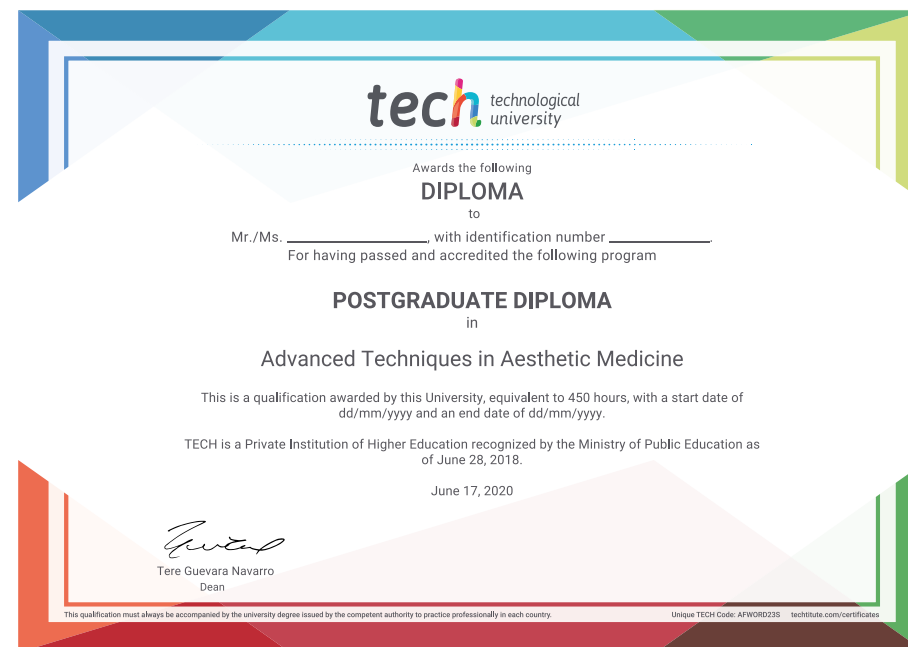 tech technological
university
Awards the following
DIPLOMA
to
Mr./Ms. ____________, with identification number _________.
For having passed and accredited the following program
POSTGRADUATE DIPLOMA
in
Advanced Techniques in Aesthetic Medicine
This is a qualification awarded by this University, equivalent to 450 hours, with a start date of
dd/mm/yyyy and an end date of dd/mm/yyyy.
TECH is a Private Institution of Higher Education recognized by the Ministry of Public Education as
of June 28, 2018.
June 17, 2020
Tere Guevara Navarro
Dean
This qualification must always be accompanied by the university degree issued by the competent authority to practice professionally in each country. Unique TECH Code: AFWORD23S techtitute.com/certificates